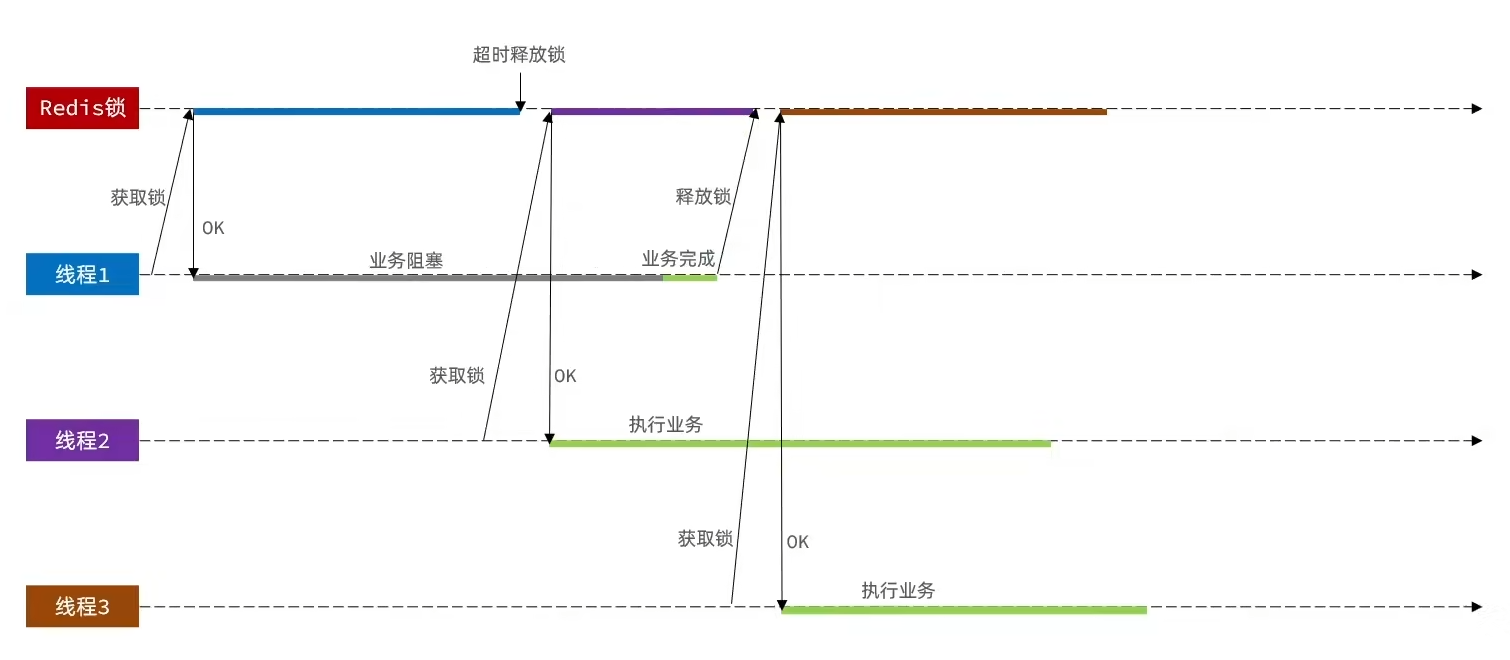 超时释放锁
Redis锁
获取锁
OK
释放锁
线程1
业务阻塞
业务完成
获取锁
OK
线程2
执行业务
获取锁
OK
线程3
执行业务